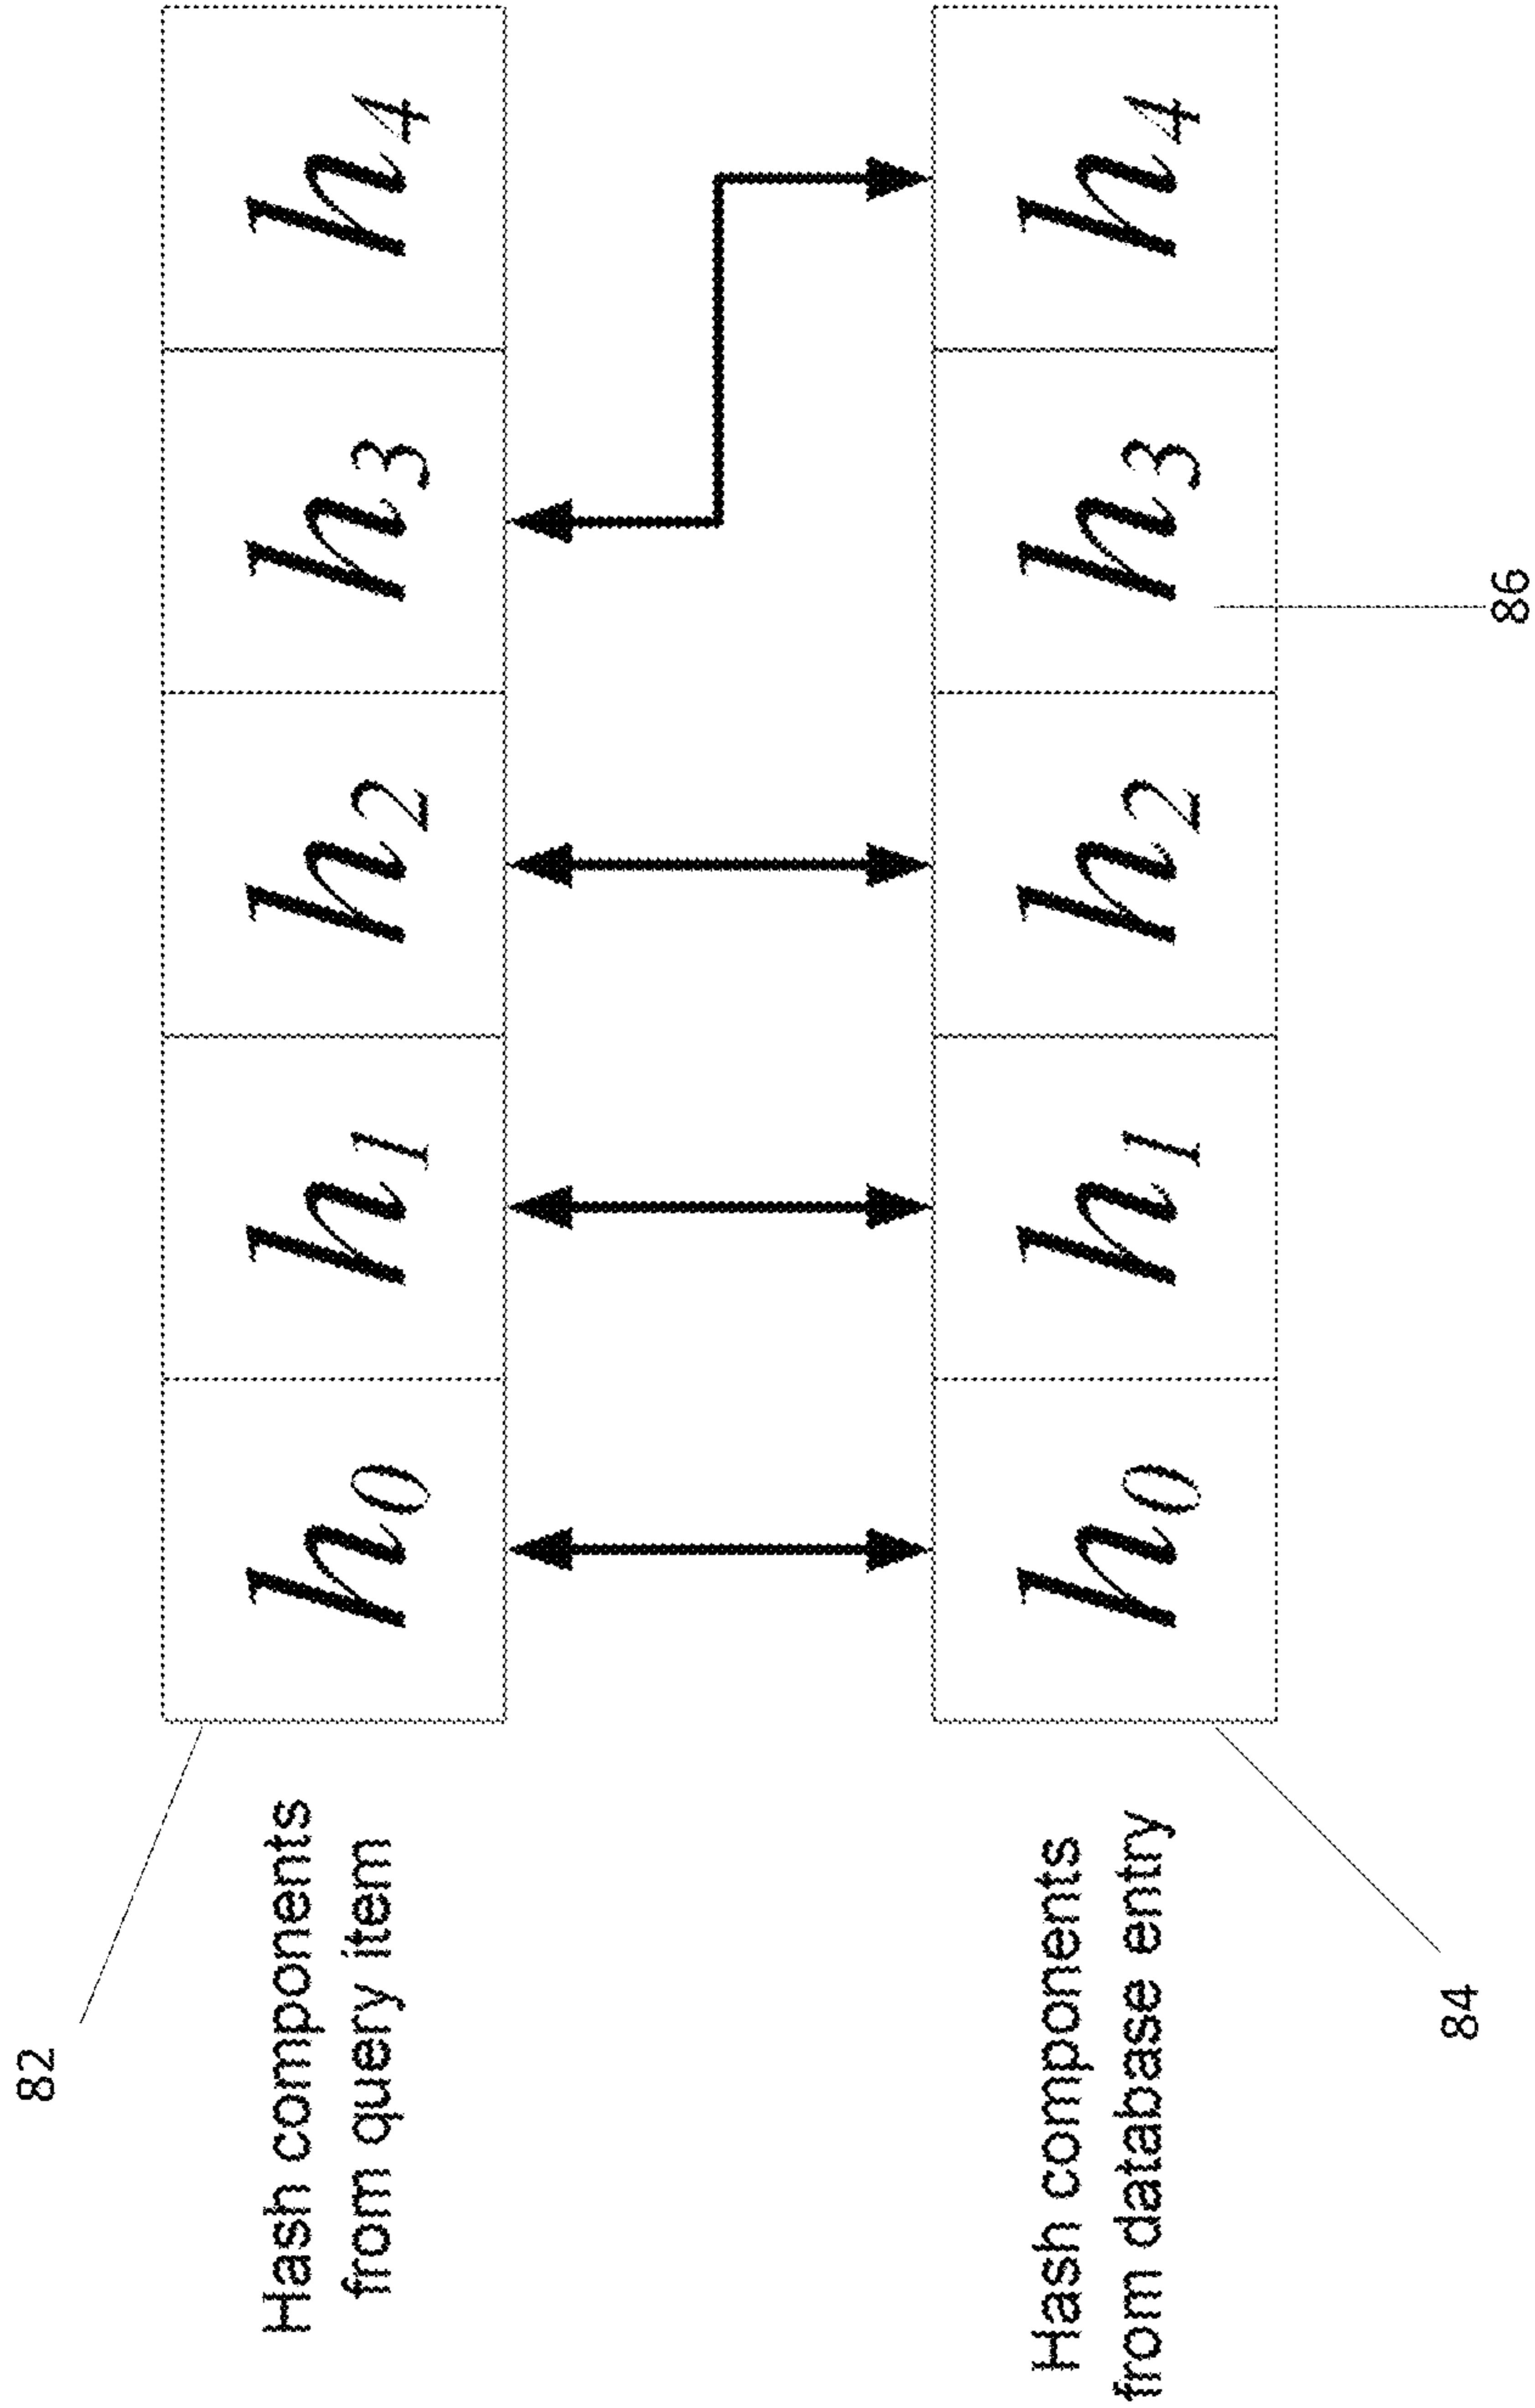 82
Hash components
from query item
h0 h1 h2 h3 h4
Hash components
from database entry
h0 h1 h2 h3 h4
84
86